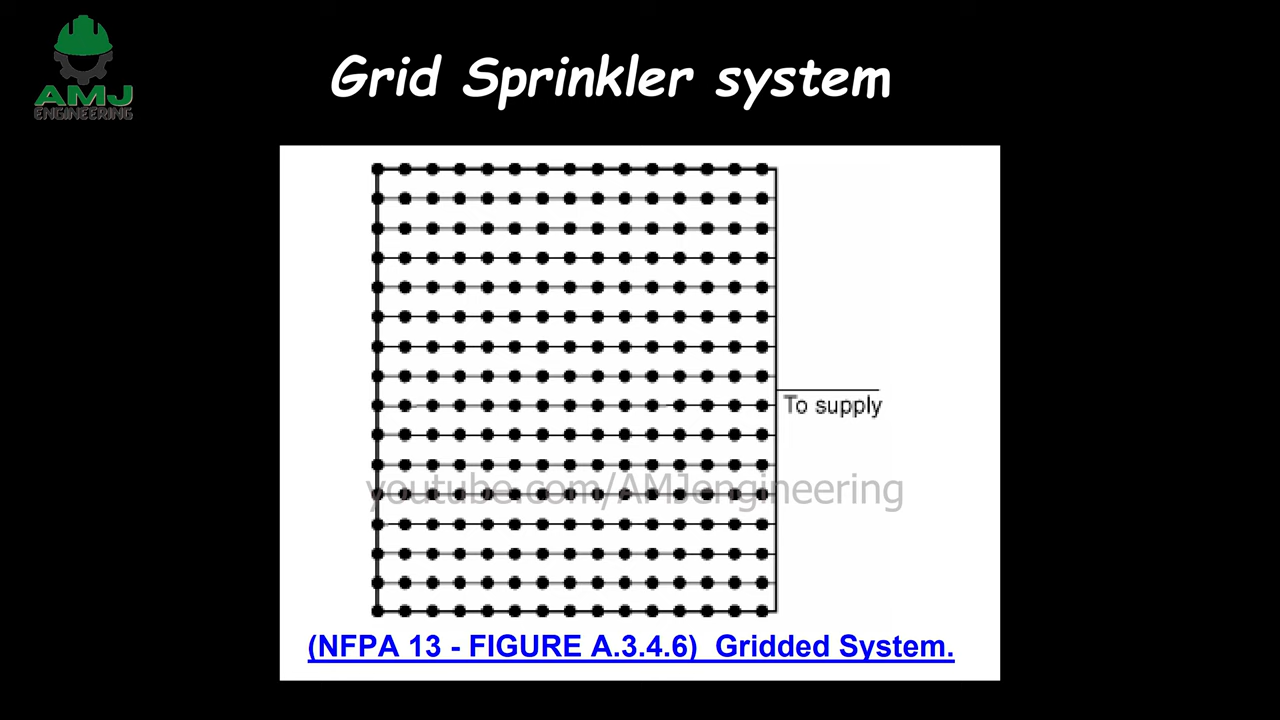 AMJ
ENGINEERING
Grid Sprinkler system
To supply
youtube.com/AMJengineering
(NFPA 13 - FIGURE A.3.4.6) Gridded System.